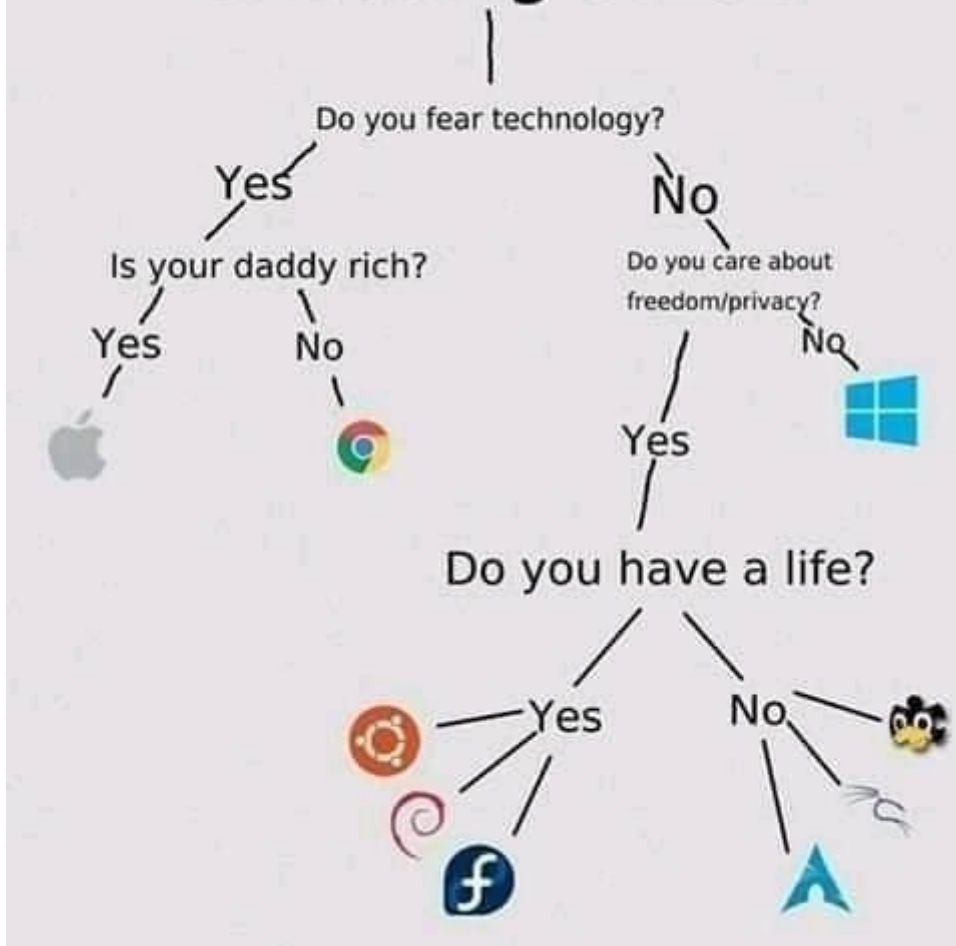 Do you fear technology?
Yes
No
Is your daddy rich?
Do you care about
freedom/privacy?
Yes
No
No
Yes
Do you have a life?
Yes
No